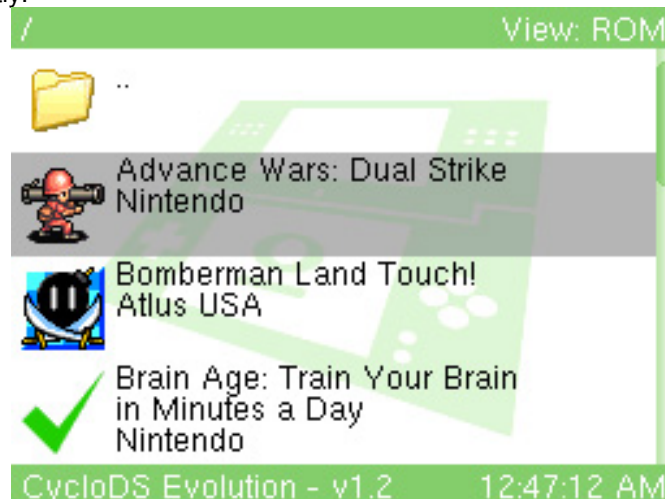 / View: ROM
..
Advance Wars: Dual Strike
Nintendo
Bomberman Land Touch!
Atlus USA
Brain Age: Train Your Brain
in Minutes a Day
Nintendo
CycloDS Evolution - v1.2 12:47:12 AM